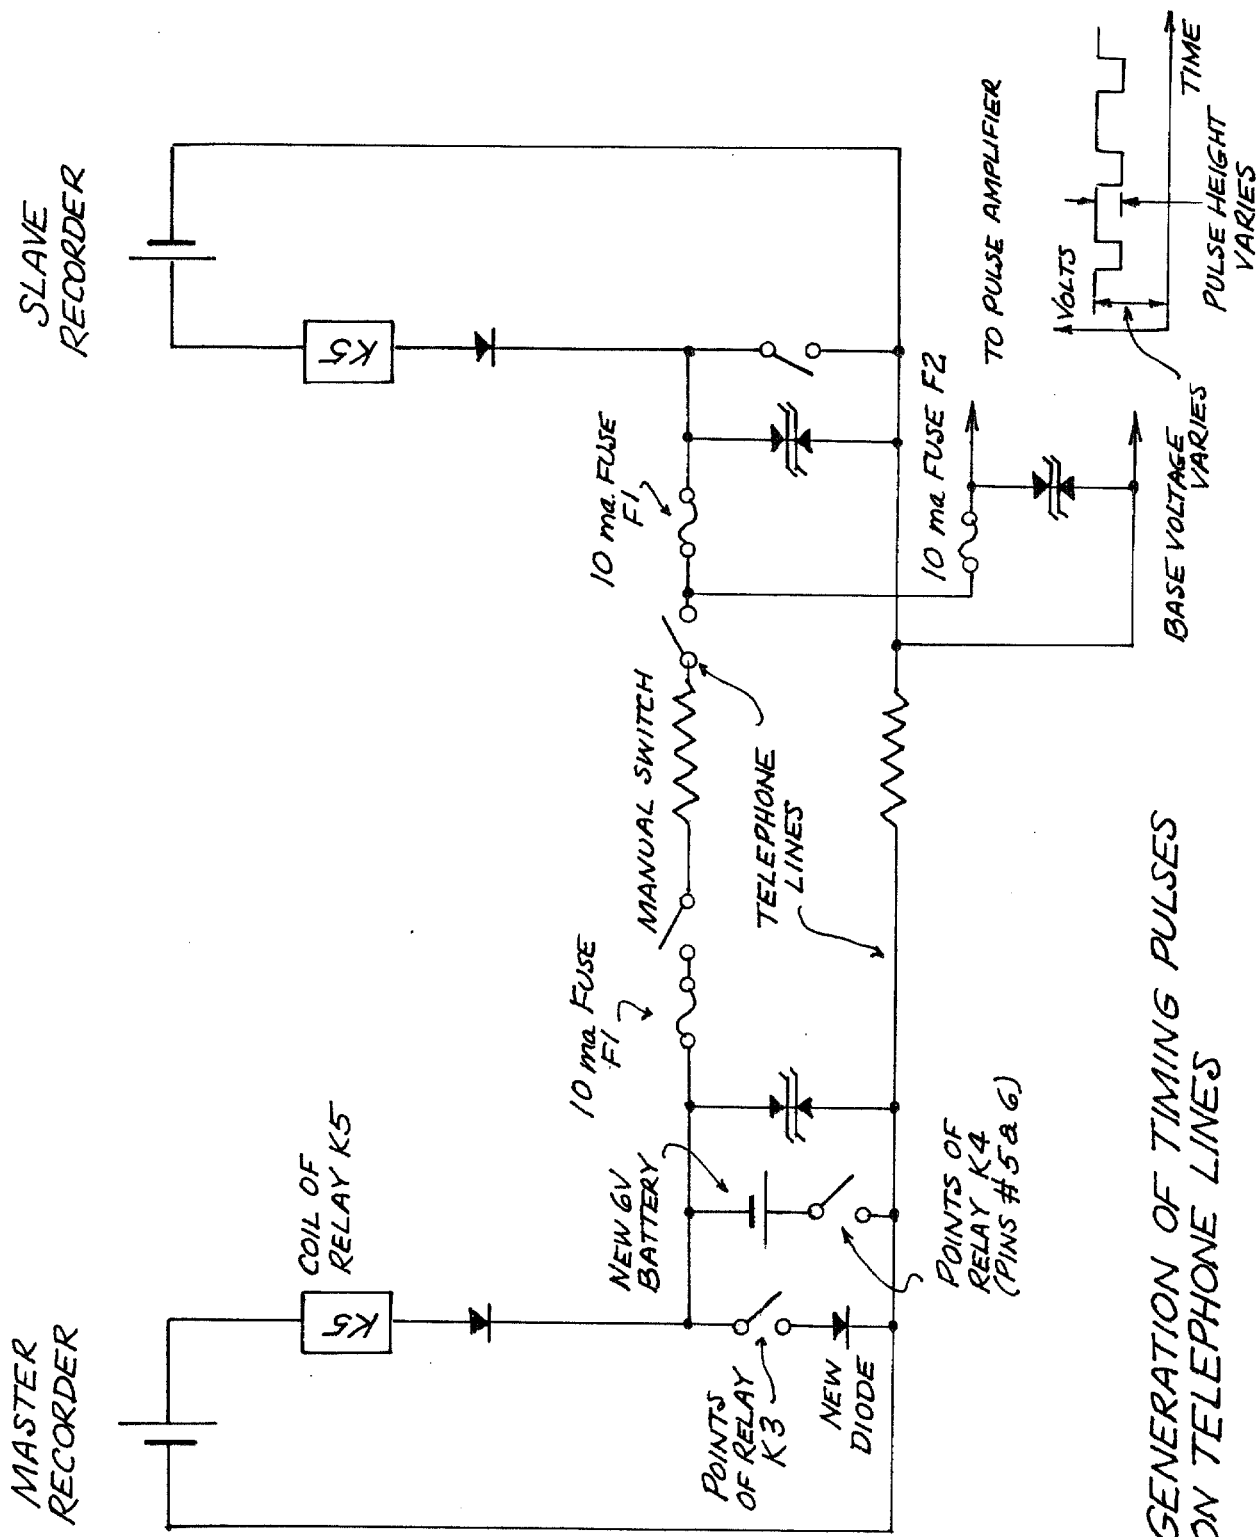 MASTER
RECORDER
SLAVE
RECORDER
COIL OF
RELAY K5
K5
K5
10 ma FUSE
F1
MANUAL SWITCH
10 ma. FUSE
F1
NEW 6V
BATTERY
POINTS
OF RELAY
K3
NEW
DIODE
POINTS OF
RELAY K4
(PINS #5 & 6)
TELEPHONE
LINES
10 ma FUSE F2
TO PULSE AMPLIFIER
BASE VOLTAGE
VARIES
VOLTS
TIME
PULSE HEIGHT
VARIES
GENERATION OF TIMING PULSES
ON TELEPHONE LINES